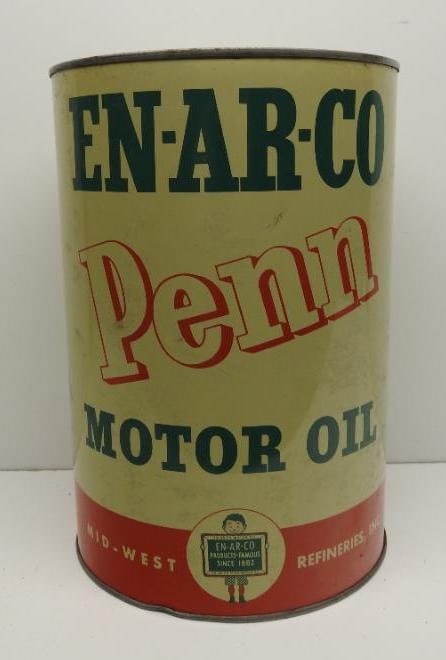 EN-AR-CO
Penn
MOTOR OIL
MID-WEST
REFINERIES, INC.
EN-AR-CO
PRODUCTS-FAMOUS
SINCE 1882